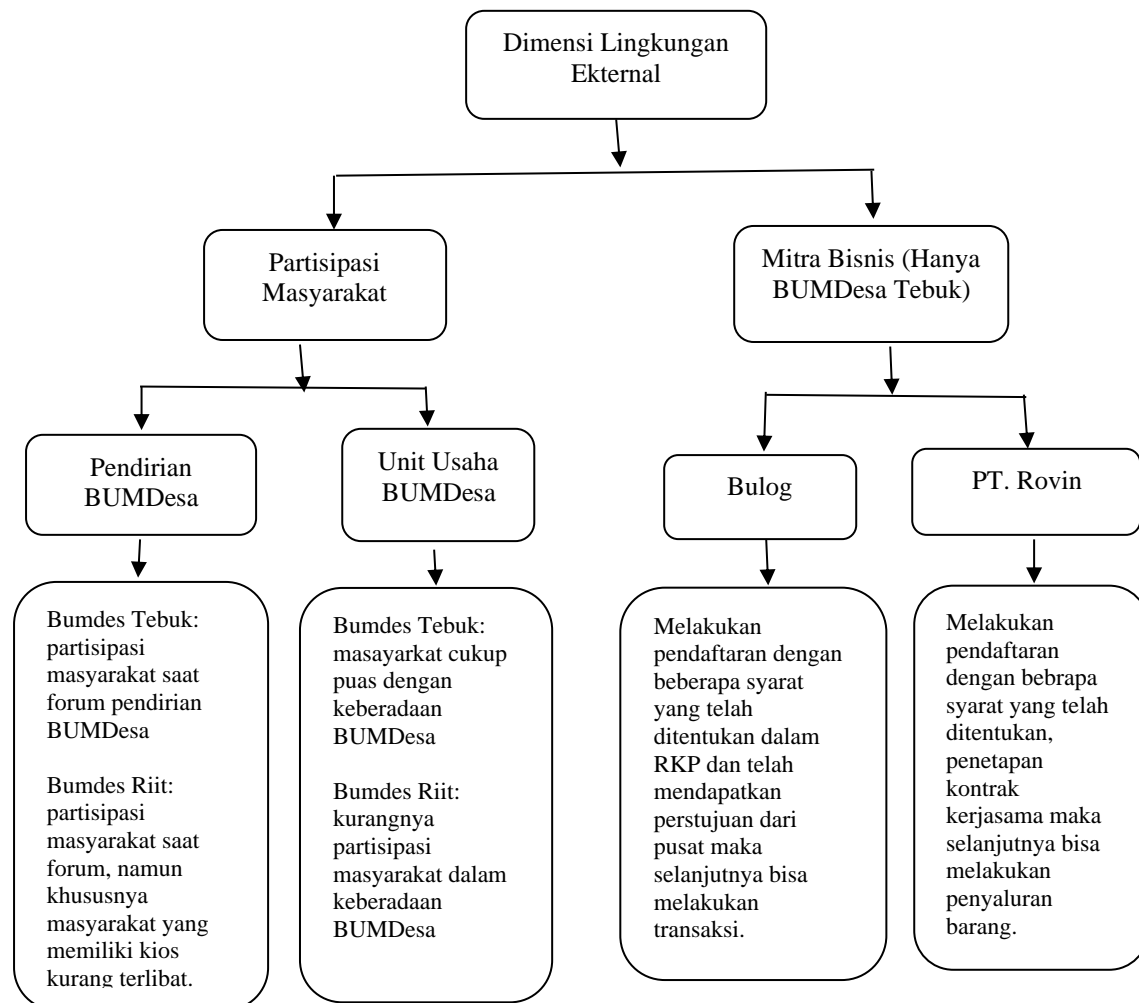 Dimensi Lingkungan
Ekternal
Partisipasi
Masyarakat
Mitra Bisnis (Hanya
BUMDesa Tebuk)
Pendirian
BUMDesa
Unit Usaha
BUMDesa
Bulog
PT. Rovin
Bumdes Tebuk:
partisipasi
masyarakat saat
forum pendirian
BUMDesa
Bumdes Riit:
partisipasi
masyarakat saat
forum, namun
khususnya
masyarakat yang
memiliki kios
kurang terlibat.
Bumdes Tebuk:
masayarkat cukup
puas dengan
keberadaan
BUMDesa
Bumdes Riit:
kurangnya
partisipasi
masyarakat dalam
keberadaan
BUMDesa
Melakukan
pendaftaran dengan
beberapa syarat
yang telah
ditentukan dalam
RKP dan telah
mendapatkan
perstujuan dari
pusat maka
selanjutnya bisa
melakukan
transaksi.
Melakukan
pendaftaran
dengan bebrapa
syarat yang telah
ditentukan,
penetapan
kontrak
kerjasama maka
selanjutnya bisa
melakukan
penyaluran
barang.